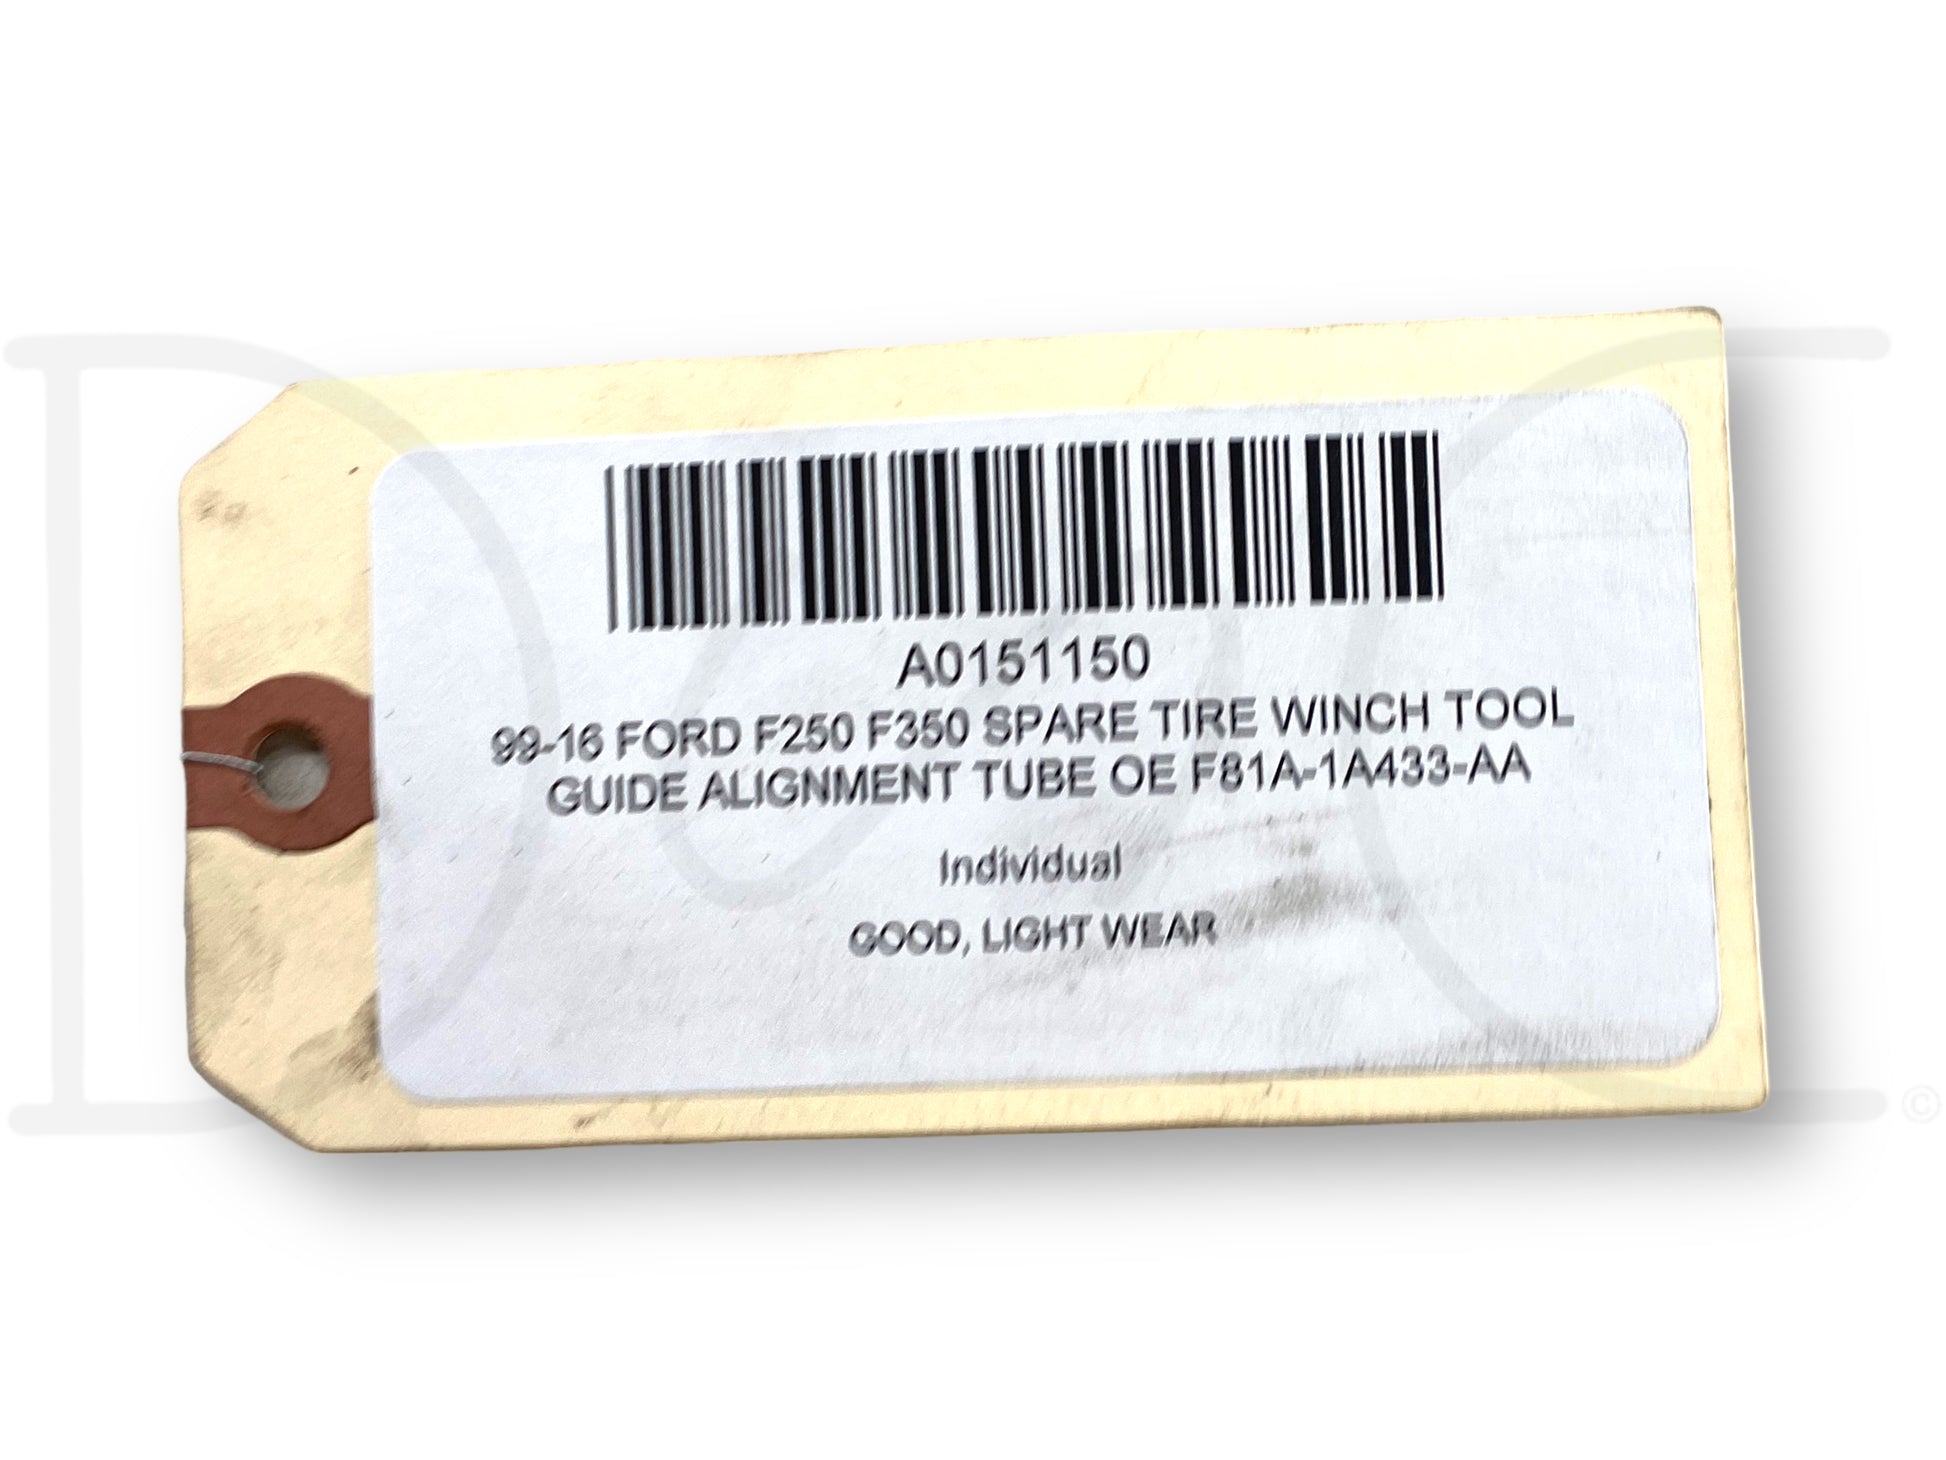 A0151150
99-16 FORD F250 F350 SPARE TIRE WINCH TOOL
GUIDE ALIGNMENT TUBE OE F81A-1A433-AA
Individual
GOOD, LIGHT WEAR
D&C
©